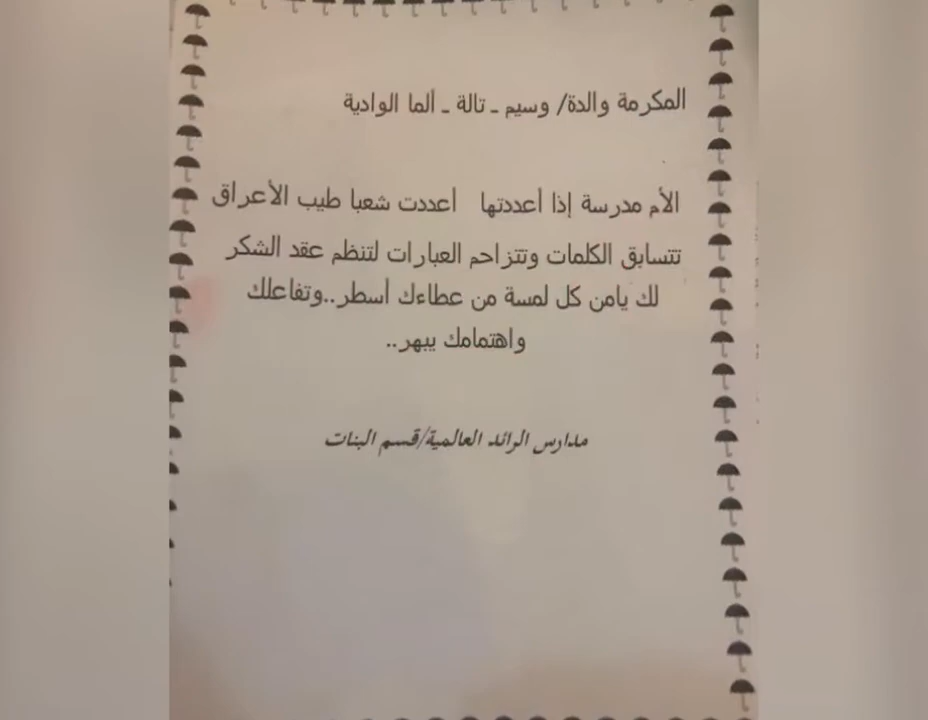 المكرمة والدة/ وسيم ـ تالة ـ ألما الوادية
الأم مدرسة إذا أعددتها أعددت شعبا طيب الأعراق
تتسابق الكلمات وتتزاحم العبارات لتنظم عقد الشكر
لك يامن كل لمسة من عطاءك أسطر..وتفاعلك
واهتمامك يبهر..
مدارس الرائد العالمية/قسم البنات